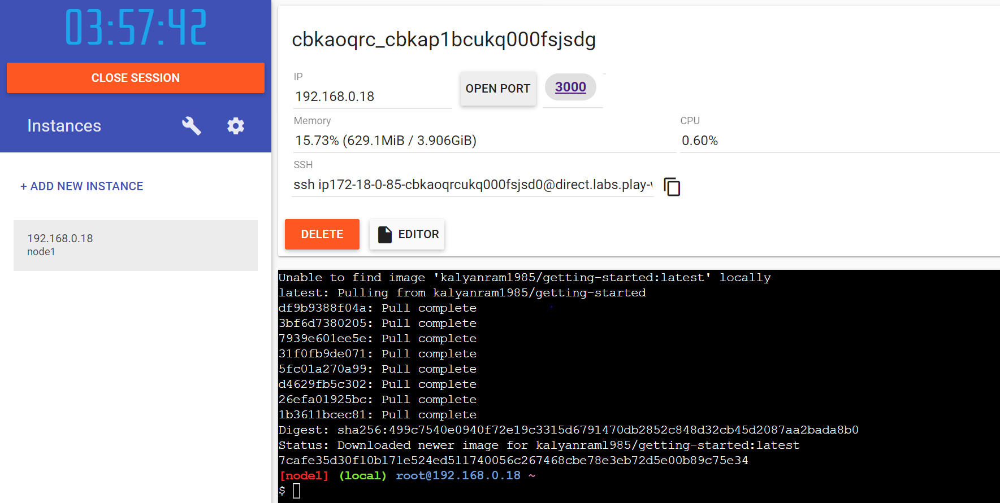 03:57:42
CLOSE SESSION
Instances
+ ADD NEW INSTANCE
192.168.0.18
node1
cbkaoqrc_cbkap1bcukq000fsjsdg
IP
192.168.0.18
OPEN PORT
3000
Memory
15.73% (629.1MiB / 3.906GiB)
CPU
0.60%
SSH
ssh ip172-18-0-85-cbkaoqrcukq000fsjsd0@direct.labs.play-
DELETE
EDITOR
Unable to find image 'kalyanram1985/getting-started:latest' locally
latest: Pulling from kalyanram1985/getting-started
df9b9388f04a: Pull complete
3bf6d7380205: Pull complete
7939e601ee5e: Pull complete
31f0fb9de071: Pull complete
5fc01a270a99: Pull complete
d4629fb5c302: Pull complete
26efa01925bc: Pull complete
1b3611bcec81: Pull complete
Digest: sha256:499c7540e0940f72e19c3315d6791470db2852c848d32cb45d2087aa2bada8b0
Status: Downloaded newer image for kalyanram1985/getting-started:latest
7cafe35d30f10b171e524ed511740056c267468cbe78e3eb72d5e00b89c75e34
[node1] (local) root@192.168.0.18 ~
$